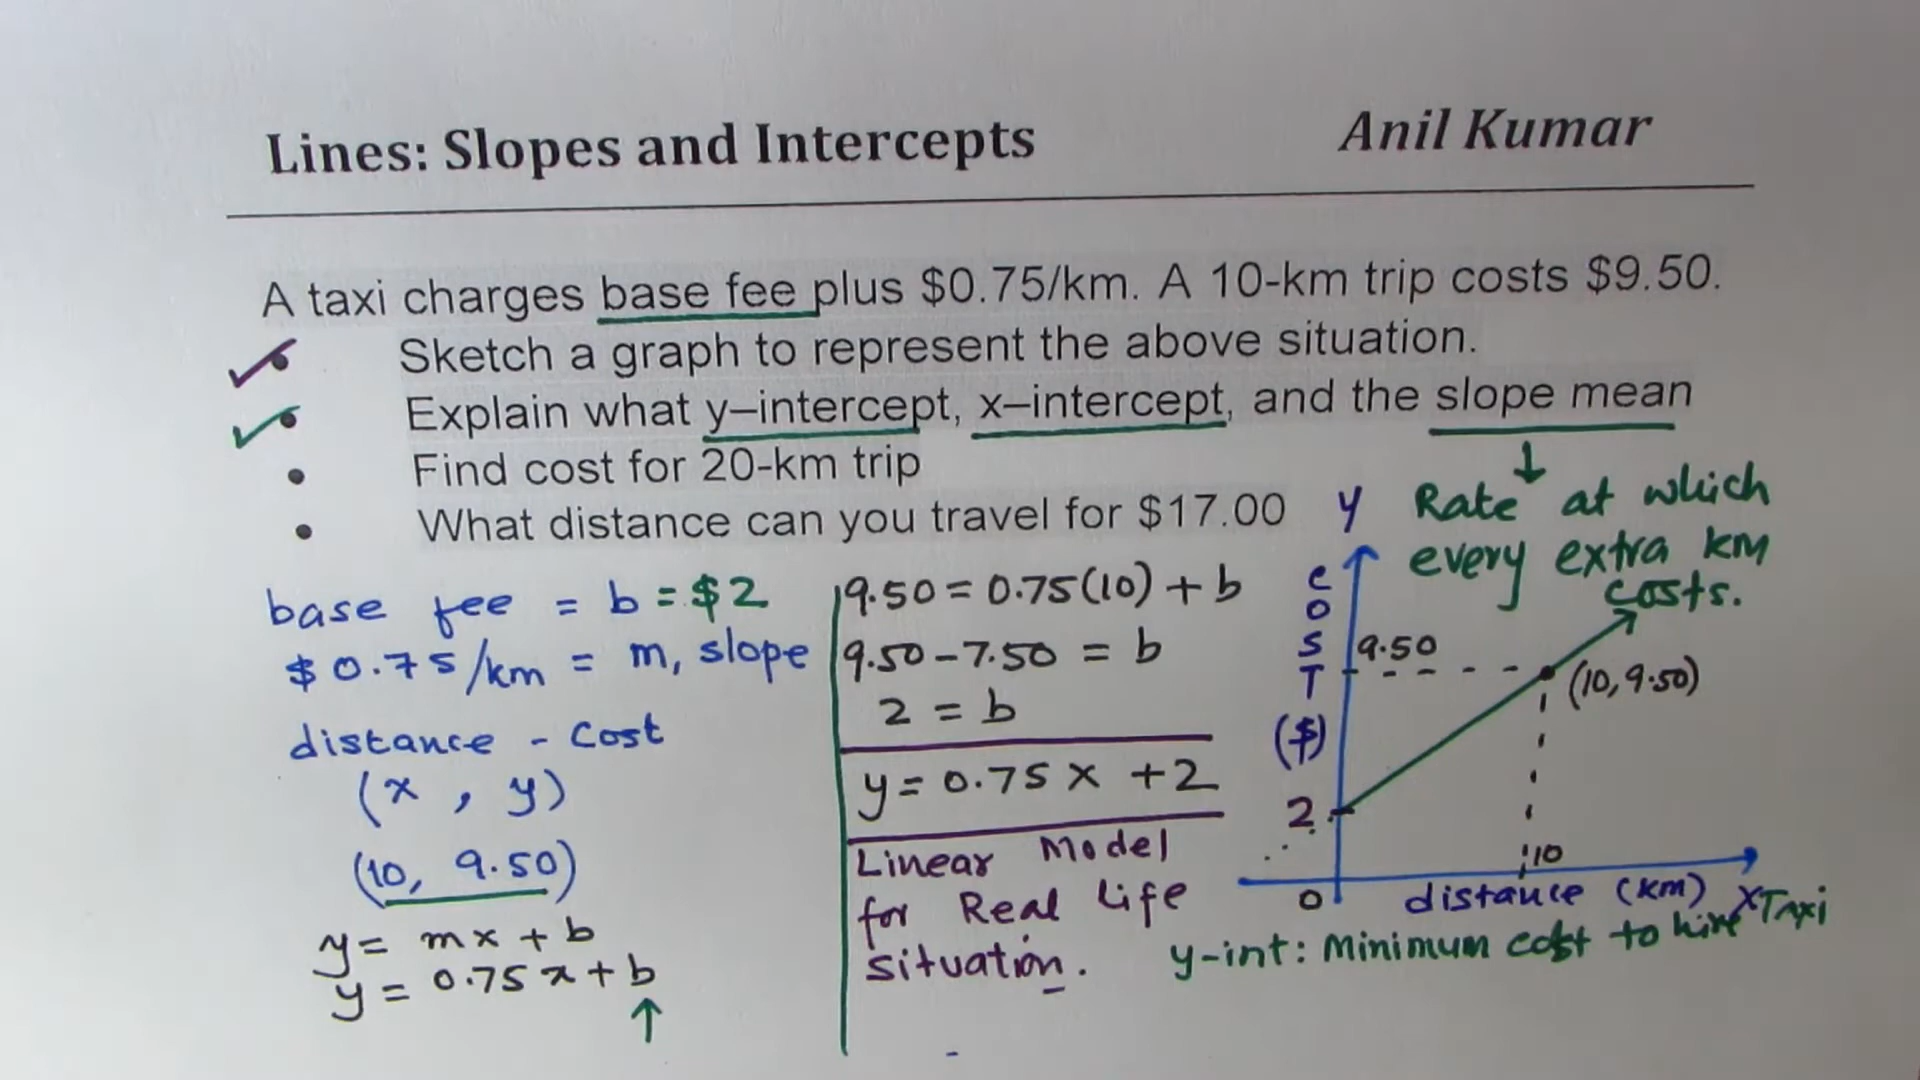 Lines: Slopes and Intercepts
Anil Kumar
A taxi charges base fee plus $0.75/km. A 10-km trip costs $9.50.
• Sketch a graph to represent the above situation.
• Explain what y–intercept, x–intercept, and the slope mean
• Find cost for 20-km trip
• What distance can you travel for $17.00
base fee = b = $2
$0.75/km = m, slope
distance - cost
(x , y)
(10, 9.50)
y = mx + b
y = 0.75x + b
↑
9.50 = 0.75(10) + b
9.50 - 7.50 = b
2 = b
y = 0.75x + 2
Linear Model
for Real life
situation.
↓
Rate at which
every extra km
costs.
y
COST
($)
9.50
(10, 9.50)
2
10
0
distance (km) x
y-int: Minimum cost to hire Taxi